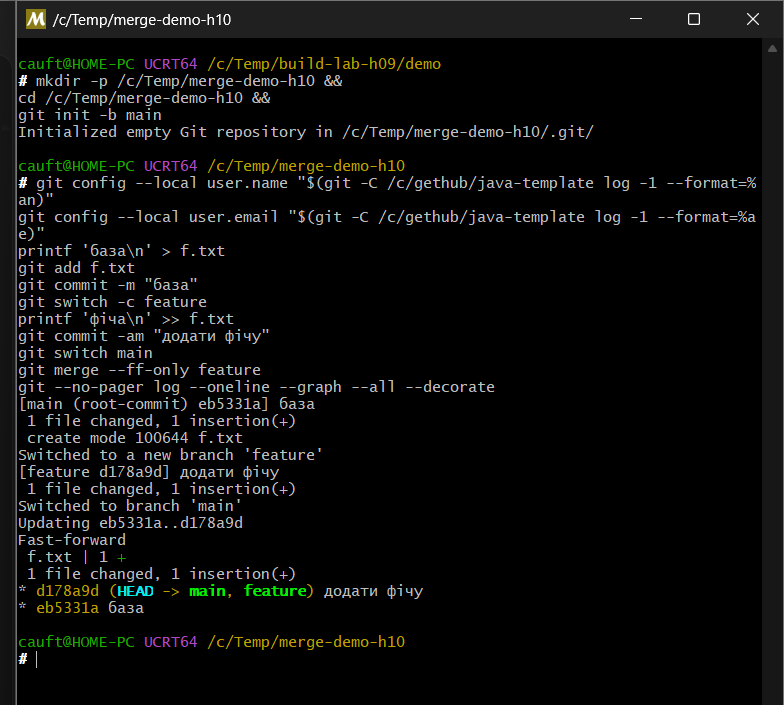 /c/Temp/merge-demo-h10
cauft@HOME-PC UCRT64 /c/Temp/build-lab-h09/demo
# mkdir -p /c/Temp/merge-demo-h10 &&
cd /c/Temp/merge-demo-h10 &&
git init -b main
Initialized empty Git repository in /c/Temp/merge-demo-h10/.git/
cauft@HOME-PC UCRT64 /c/Temp/merge-demo-h10
# git config --local user.name "$(git -C /c/gethub/java-template log -1 --format=%
an)"
git config --local user.email "$(git -C /c/gethub/java-template log -1 --format=%a
e)"
printf 'база\n' > f.txt
git add f.txt
git commit -m "база"
git switch -c feature
printf 'фіча\n' >> f.txt
git commit -am "додати фічу"
git switch main
git merge --ff-only feature
git --no-pager log --oneline --graph --all --decorate
[main (root-commit) eb5331a] база
 1 file changed, 1 insertion(+)
 create mode 100644 f.txt
Switched to a new branch 'feature'
[feature d178a9d] додати фічу
 1 file changed, 1 insertion(+)
Switched to branch 'main'
Updating eb5331a..d178a9d
Fast-forward
 f.txt | 1 +
 1 file changed, 1 insertion(+)
* d178a9d (HEAD -> main, feature) додати фічу
* eb5331a база
cauft@HOME-PC UCRT64 /c/Temp/merge-demo-h10
#